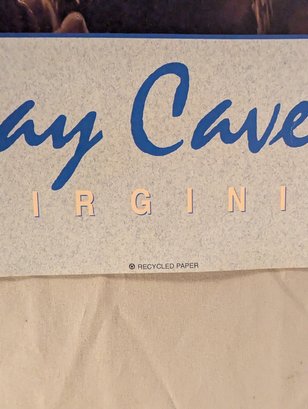 ay Cave
IRGINI
RECYCLED PAPER